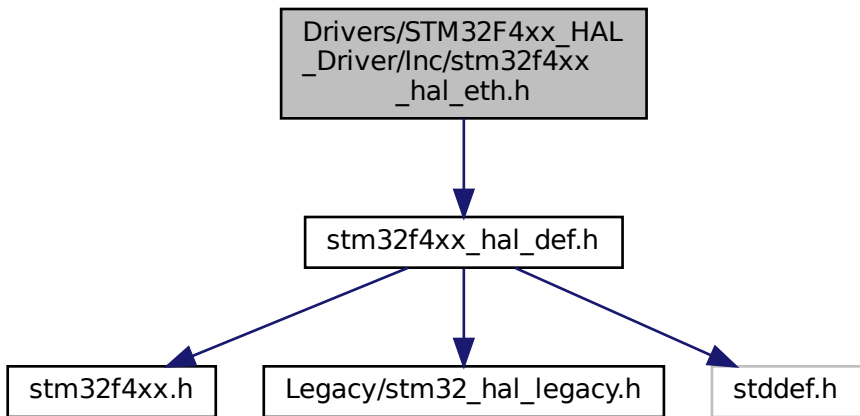 Drivers/STM32F4xx_HAL
_Driver/Inc/stm32f4xx
_hal_eth.h
stm32f4xx_hal_def.h
stm32f4xx.h
Legacy/stm32_hal_legacy.h
stddef.h